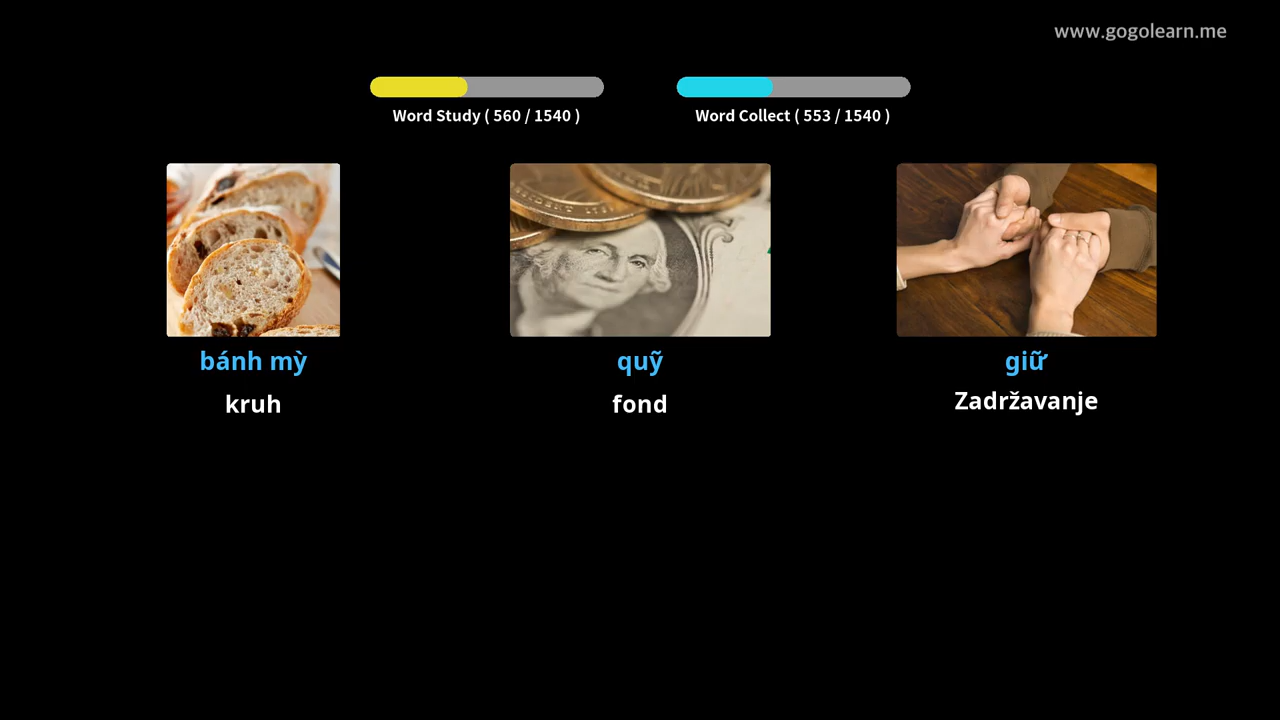 www.gogolearn.me
Word Study ( 560 / 1540 )
Word Collect ( 553 / 1540 )
bánh mỳ
quỹ
giữ
kruh
fond
Zadržavanje